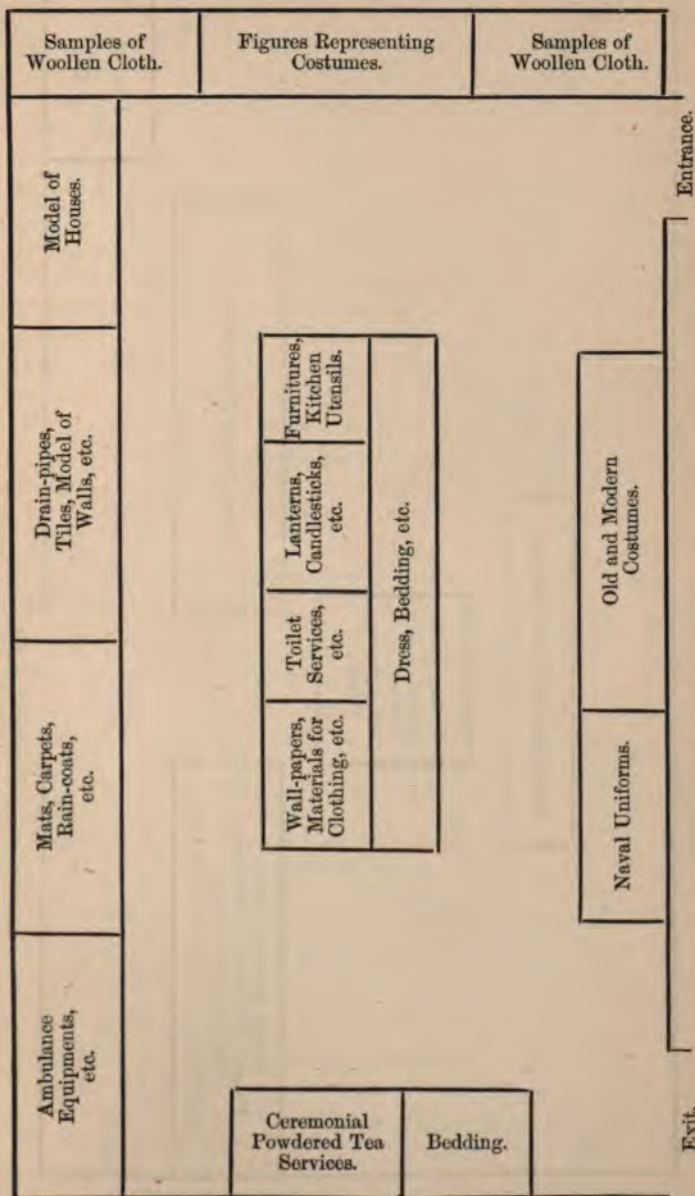 Samples of
Woollen Cloth.
Figures Representing
Costumes.
Samples of
Woollen Cloth.
Entrance.
Model of
Houses.
Drain-pipes,
Tiles, Model of
Walls, etc.
Mats, Carpets,
Rain-coats,
etc.
Ambulance
Equipments,
etc.
Furnitures,
Kitchen
Utensils.
Lanterns,
Candlesticks,
etc.
Toilet
Services,
etc.
Wall-papers,
Materials for
Clothing, etc.
Dress, Bedding, etc.
Old and Modern
Costumes.
Naval Uniforms.
Ceremonial
Powdered Tea
Services.
Bedding.
Exit.